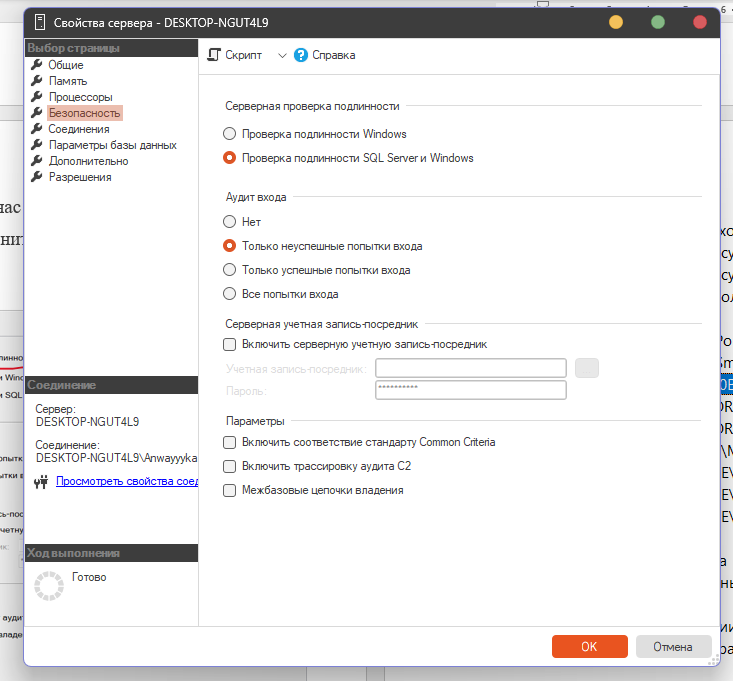 Свойства сервера - DESKTOP-NGUT4L9
Выбор страницы
Общие
Память
Процессоры
Безопасность
Соединения
Параметры базы данных
Дополнительно
Разрешения
Скрипт
Справка
Серверная проверка подлинности
Проверка подлинности Windows
Проверка подлинности SQL Server и Windows
Аудит входа
Нет
Только неуспешные попытки входа
Только успешные попытки входа
Все попытки входа
Серверная учетная запись-посредник
Включить серверную учетную запись-посредник
Учетная запись-посредник:
Пароль:
**********
Параметры
Включить соответствие стандарту Common Criteria
Включить трассировку аудита C2
Межбазовые цепочки владения
Соединение
Сервер:
DESKTOP-NGUT4L9
Соединение:
DESKTOP-NGUT4L9\Anwayyyka
Просмотреть свойства соед
Ход выполнения
Готово
OK
Отмена